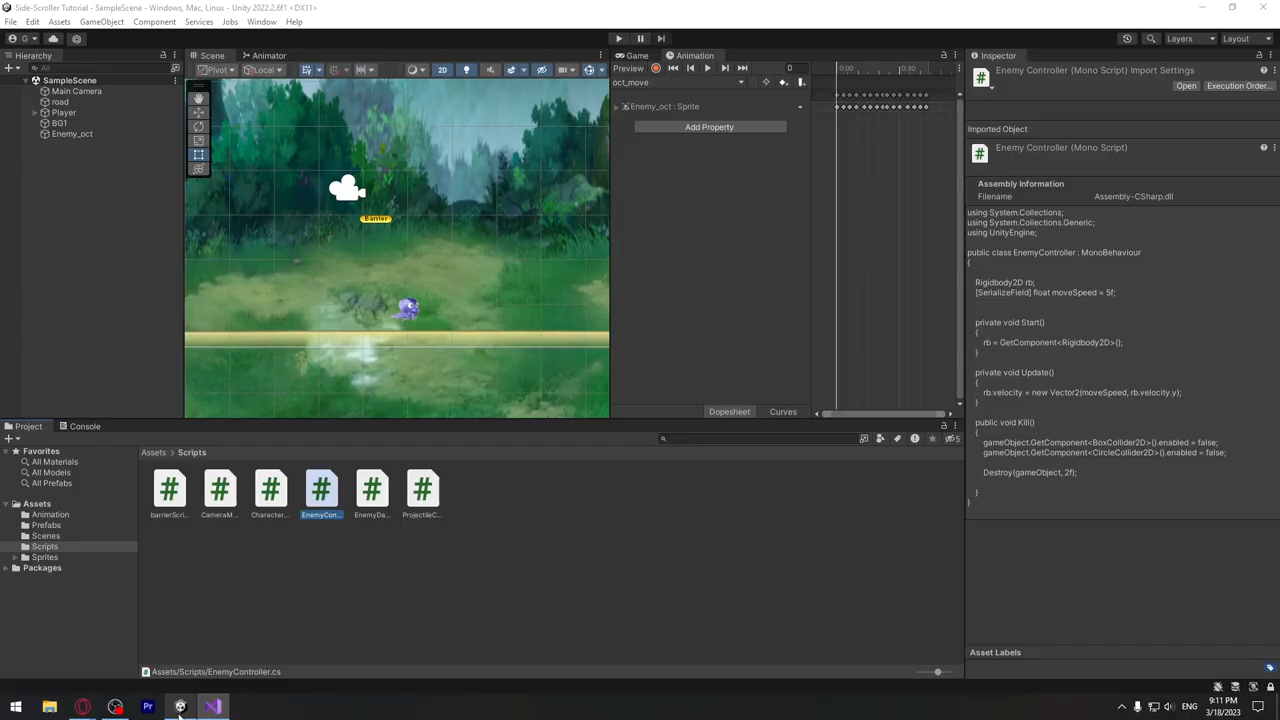 Side-Scroller Tutorial - SampleScene - Windows, Mac, Linux - Unity 2022.2.6f1 <DX11>
File Edit Assets GameObject Component Services Jobs Window Help
G
Layers Layout
Hierarchy
All
SampleScene
Main Camera
road
Player
BG1
Enemy_oct
Scene Animator
Pivot Local 2D
Barrier
Game Animation
Preview 0
0:00 0:30
oct_move
Enemy_oct : Sprite
Add Property
Dopesheet Curves
Inspector
Enemy Controller (Mono Script) Import Settings
Open Execution Order...
Imported Object
Enemy Controller (Mono Script)
Assembly Information
Filename Assembly-CSharp.dll
using System.Collections;
using System.Collections.Generic;
using UnityEngine;
public class EnemyController : MonoBehaviour
{
Rigidbody2D rb;
[SerializeField] float moveSpeed = 5f;
private void Start()
{
rb = GetComponent<Rigidbody2D>();
}
private void Update()
{
rb.velocity = new Vector2(moveSpeed, rb.velocity.y);
}
public void Kill()
{
gameObject.GetComponent<BoxCollider2D>().enabled = false;
gameObject.GetComponent<CircleCollider2D>().enabled = false;
Destroy(gameObject, 2f);
}
}
Asset Labels
Project Console
5
Favorites
All Materials
All Models
All Prefabs
Assets
Animation
Prefabs
Scenes
Scripts
Sprites
Packages
Assets > Scripts
barrierScri...
CameraM...
Character...
EnemyCon...
EnemyDa...
ProjectileC...
Assets/Scripts/EnemyController.cs
Pr
ENG
9:11 PM
3/18/2023